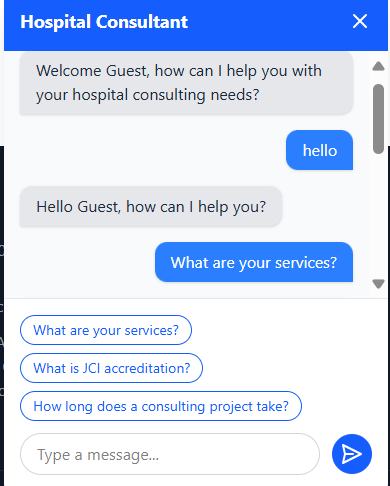 Hospital Consultant
Welcome Guest, how can I help you with
your hospital consulting needs?
hello
Hello Guest, how can I help you?
What are your services?
What are your services?
What is JCI accreditation?
How long does a consulting project take?
Type a message...